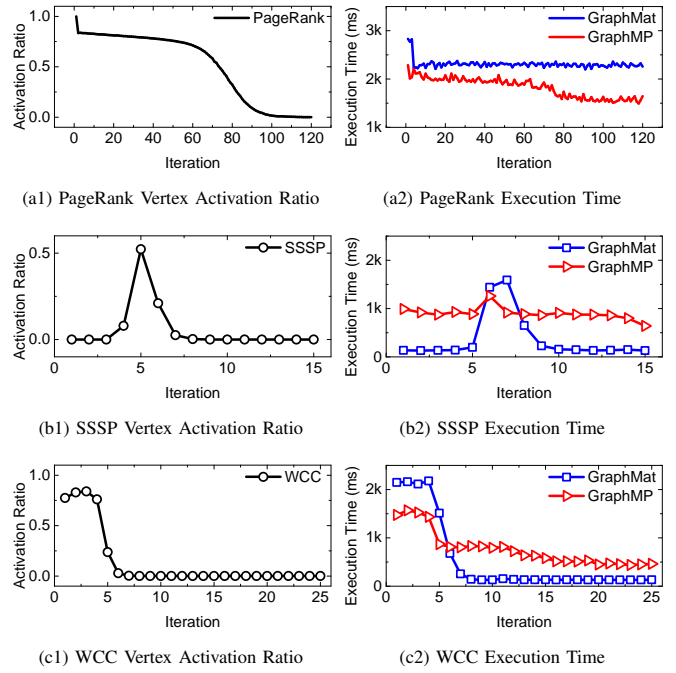 PageRank
Activation Ratio
1.0
0.5
0.0
0 20 40 60 80 100 120
Iteration
(a1) PageRank Vertex Activation Ratio
GraphMat
GraphMP
Execution Time (ms)
3k
2k
1k
0 20 40 60 80 100 120
Iteration
(a2) PageRank Execution Time
SSSP
Activation Ratio
0.5
0.0
0 5 10 15
Iteration
(b1) SSSP Vertex Activation Ratio
GraphMat
GraphMP
Execution Time (ms)
2k
1k
0
0 5 10 15
Iteration
(b2) SSSP Execution Time
WCC
Activation Ratio
1.0
0.5
0.0
0 5 10 15 20 25
Iteration
(c1) WCC Vertex Activation Ratio
GraphMat
GraphMP
Execution Time (ms)
2k
1k
0
0 5 10 15 20 25
Iteration
(c2) WCC Execution Time